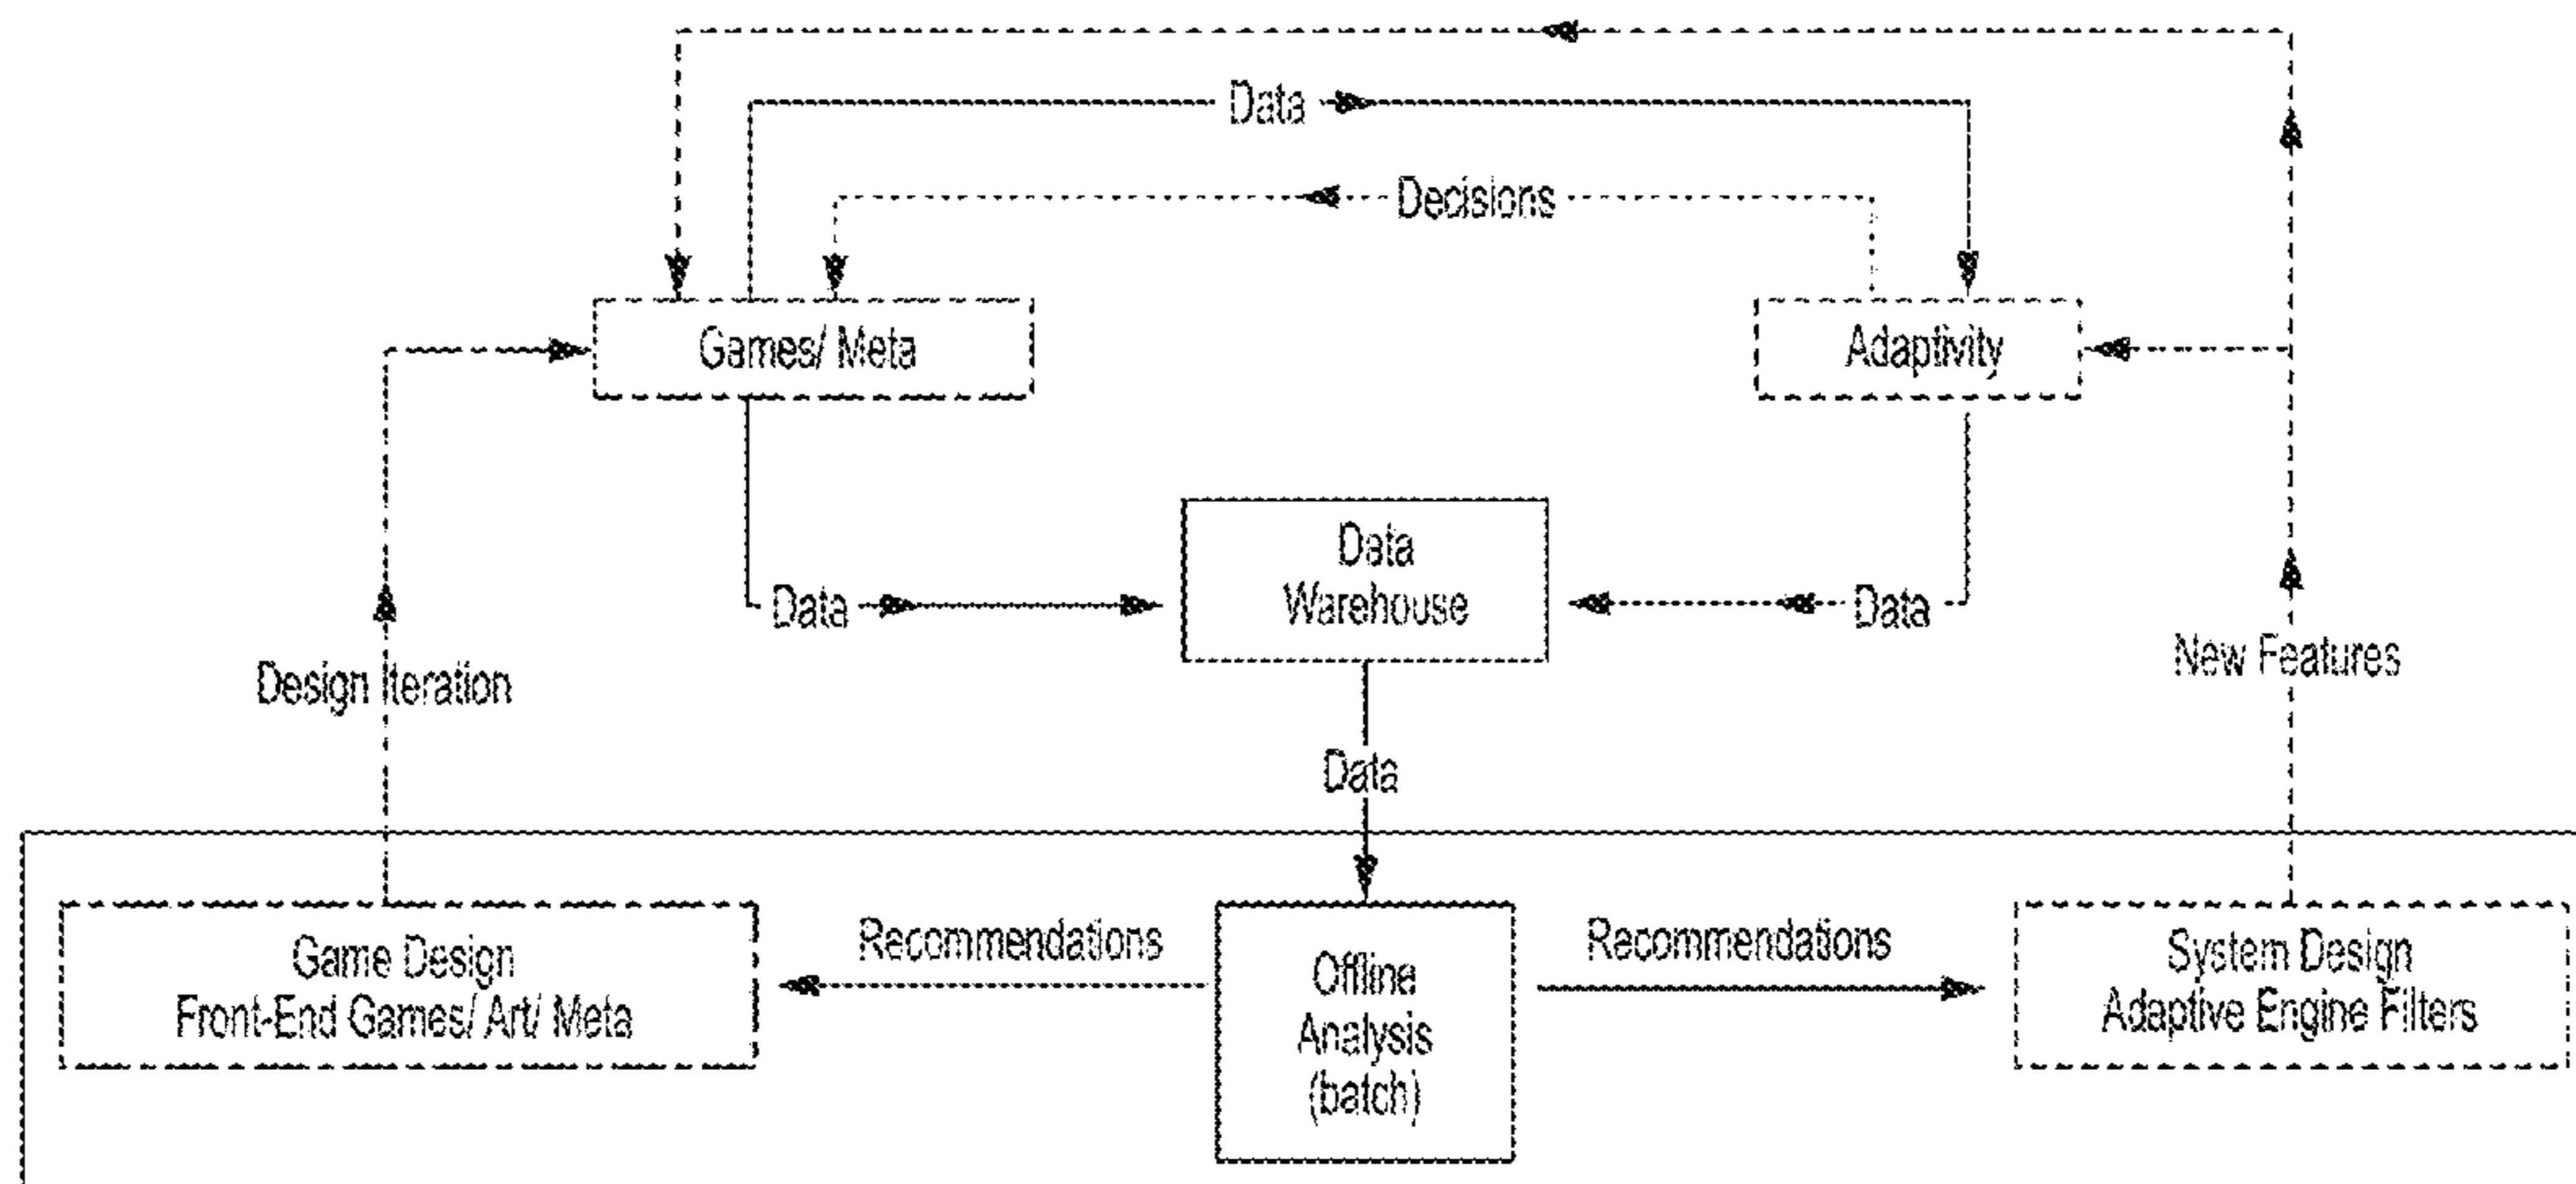 Data
Decisions
Games/ Meta
Adaptivity
Data
Warehouse
Data
Data
Design Iteration
New Features
Data
Recommendations
Recommendations
Game Design
Front-End Games/ Art/ Meta
Offline
Analysis
(batch)
System Design
Adaptive Engine Filters